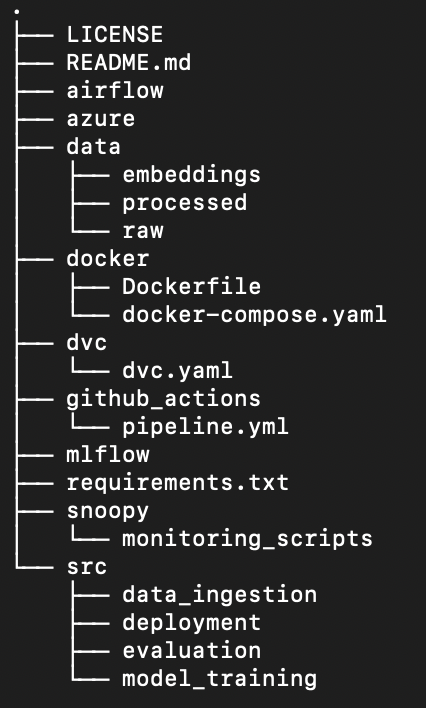 .
├── LICENSE
├── README.md
├── airflow
├── azure
├── data
│   ├── embeddings
│   ├── processed
│   └── raw
├── docker
│   ├── Dockerfile
│   └── docker-compose.yaml
├── dvc
│   └── dvc.yaml
├── github_actions
│   └── pipeline.yml
├── mlflow
├── requirements.txt
├── snoopy
│   └── monitoring_scripts
└── src
    ├── data_ingestion
    ├── deployment
    ├── evaluation
    └── model_training